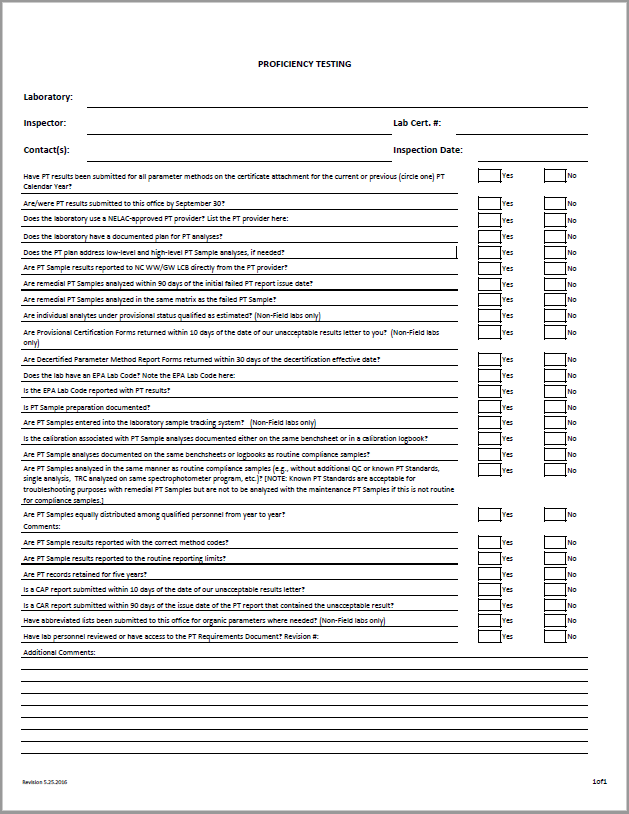 PROFICIENCY TESTING
Laboratory:
Inspector: Lab Cert. #:
Contact(s): Inspection Date:
Have PT results been submitted for all parameter methods on the certificate attachment for the current or previous (circle one) PT Yes No
Calendar Year?
Are/were PT results submitted to this office by September 30? Yes No
Does the laboratory use a NELAC-approved PT provider? List the PT provider here: Yes No
Does the laboratory have a documented plan for PT analyses? Yes No
Does the PT plan address low-level and high-level PT Sample analyses, if needed? Yes No
Are PT Sample results reported to NC WW/GW LCB directly from the PT provider? Yes No
Are remedial PT Samples analyzed within 90 days of the initial failed PT report issue date? Yes No
Are remedial PT Samples analyzed in the same matrix as the failed PT Sample? Yes No
Are individual analytes under provisional status qualified as estimated? (Non-Field labs only) Yes No
Are Provisional Certification Forms returned within 10 days of the date of our unacceptable results letter to you? (Non-Field labs Yes No
only)
Are Decertified Parameter Method Report Forms returned within 30 days of the decertification effective date? Yes No
Does the lab have an EPA Lab Code? Note the EPA Lab Code here: Yes No
Is the EPA Lab Code reported with PT results? Yes No
Is PT Sample preparation documented? Yes No
Are PT Samples entered into the laboratory sample tracking system? (Non-Field labs only) Yes No
Is the calibration associated with PT Sample analyses documented either on the same benchsheet or in a calibration logbook? Yes No
Are PT Sample analyses documented on the same benchsheets or logbooks as routine compliance samples? Yes No
Are PT Samples analyzed in the same manner as routine compliance samples (e.g., without additional QC or known PT Standards, Yes No
single analysis, TRC analyzed on same spectrophotometer program, etc.)? [NOTE: Known PT Standards are acceptable for
troubleshooting purposes with remedial PT Samples but are not to be analyzed with the maintenance PT Samples if this is not routine
for compliance samples.]
Are PT Samples equally distributed among qualified personnel from year to year? Yes No
Comments:
Are PT Sample results reported with the correct method codes? Yes No
Are PT Sample results reported to the routine reporting limits? Yes No
Are PT records retained for five years? Yes No
Is a CAP report submitted within 10 days of the date of our unacceptable results letter? Yes No
Is a CAR report submitted within 90 days of the issue date of the PT report that contained the unacceptable result? Yes No
Have abbreviated lists been submitted to this office for organic parameters where needed? (Non-Field labs only) Yes No
Have lab personnel reviewed or have access to the PT Requirements Document? Revision #: Yes No
Additional Comments:
Revision 5.25.2016 1of1